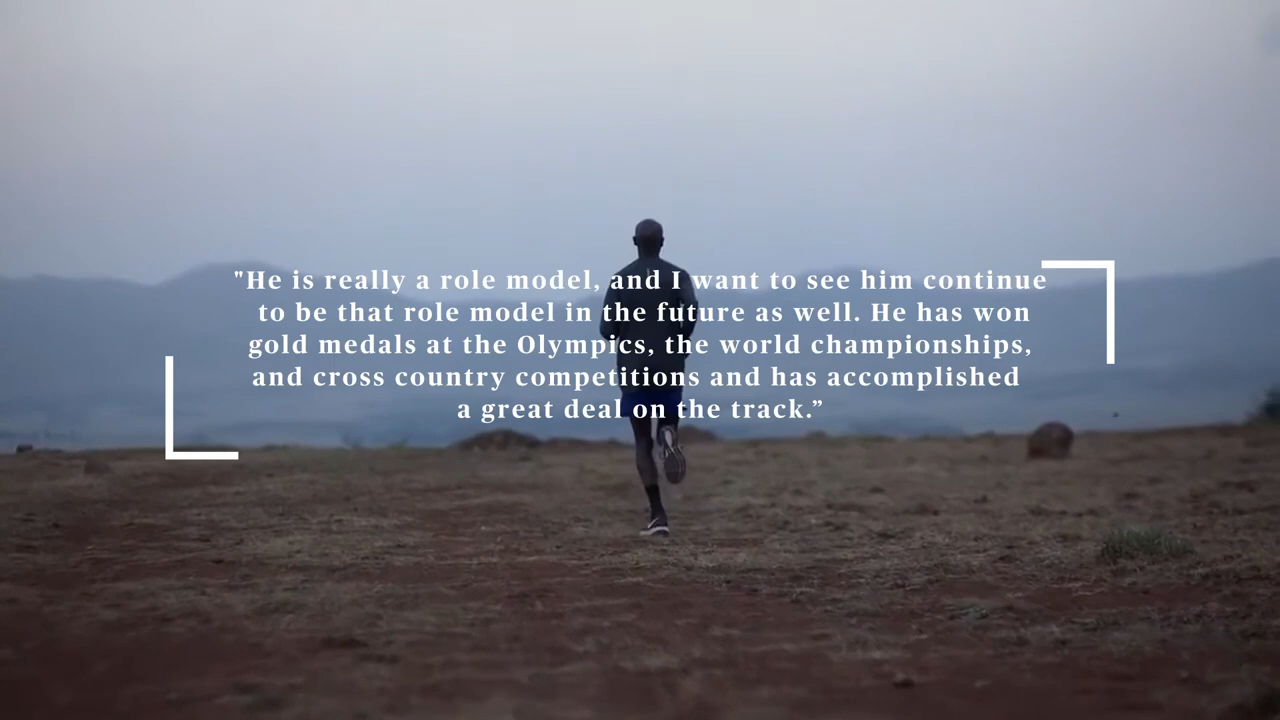 "He is really a role model, and I want to see him continue
to be that role model in the future as well. He has won
gold medals at the Olympics, the world championships,
and cross country competitions and has accomplished
a great deal on the track.”